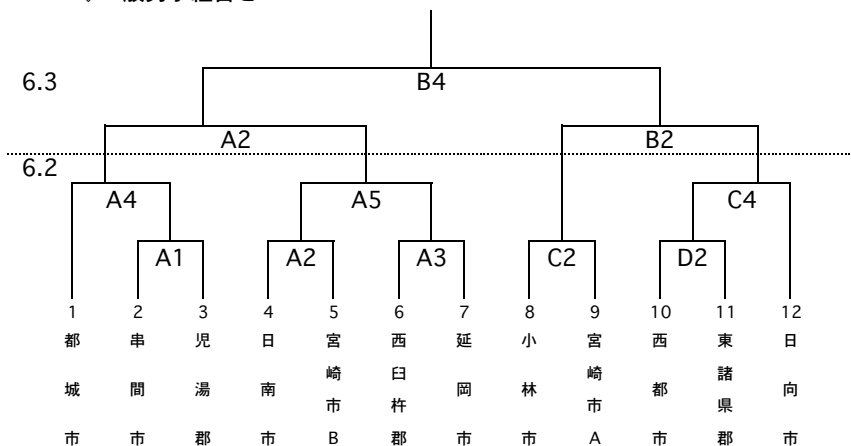 6.3
B4
A2
B2
6.2
A4
A5
C4
A1
A2
A3
C2
D2
1 2 3 4 5 6 7 8 9 10 11 12
都城市
串間市
児湯郡
日南市
宮崎市B
西臼杵郡
延岡市
小林市
宮崎市A
西都市
東諸県郡
日向市